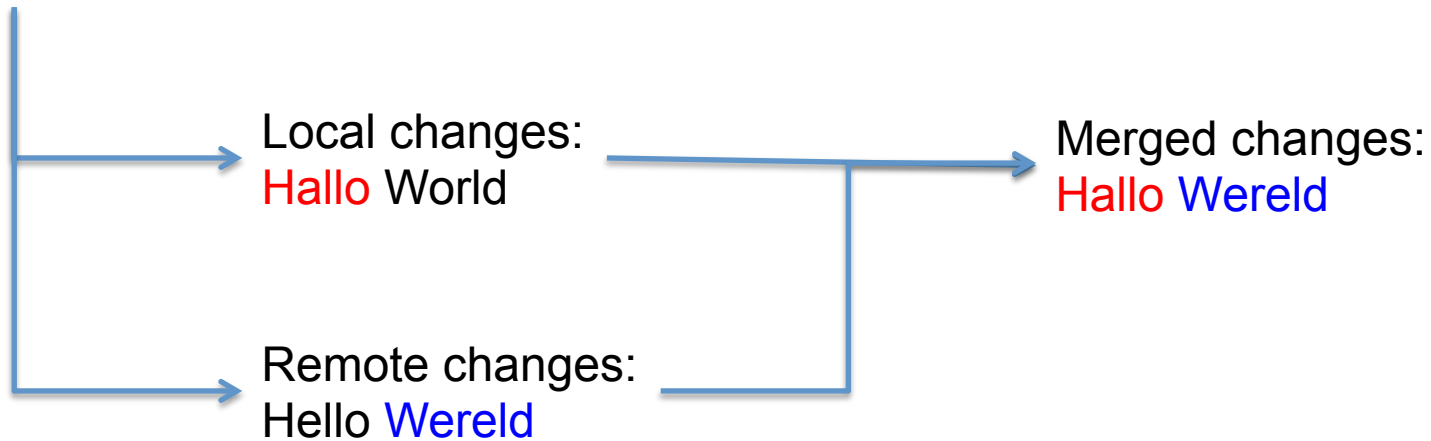 Local changes:
Hallo World
Merged changes:
Hallo Wereld
Remote changes:
Hello Wereld